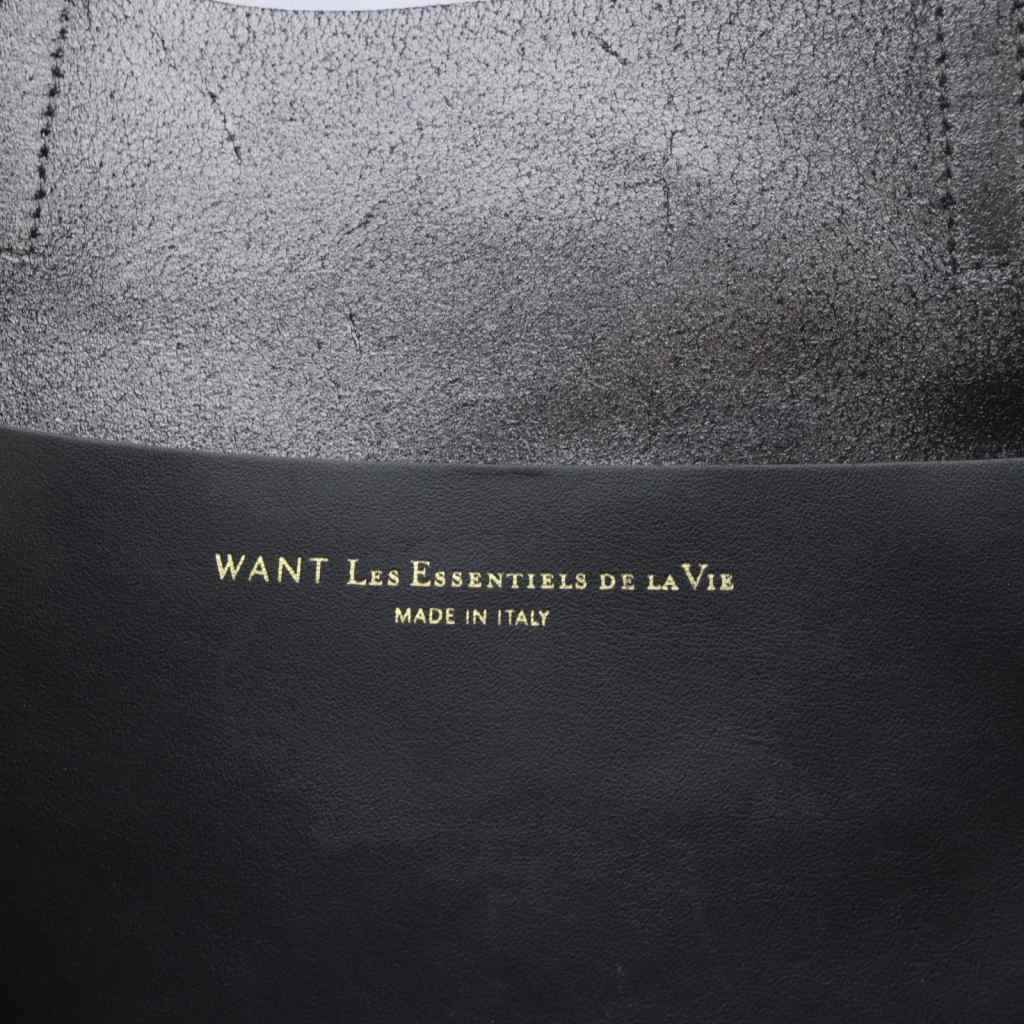 WANT LES ESSENTIELS DE LA VIE
MADE IN ITALY